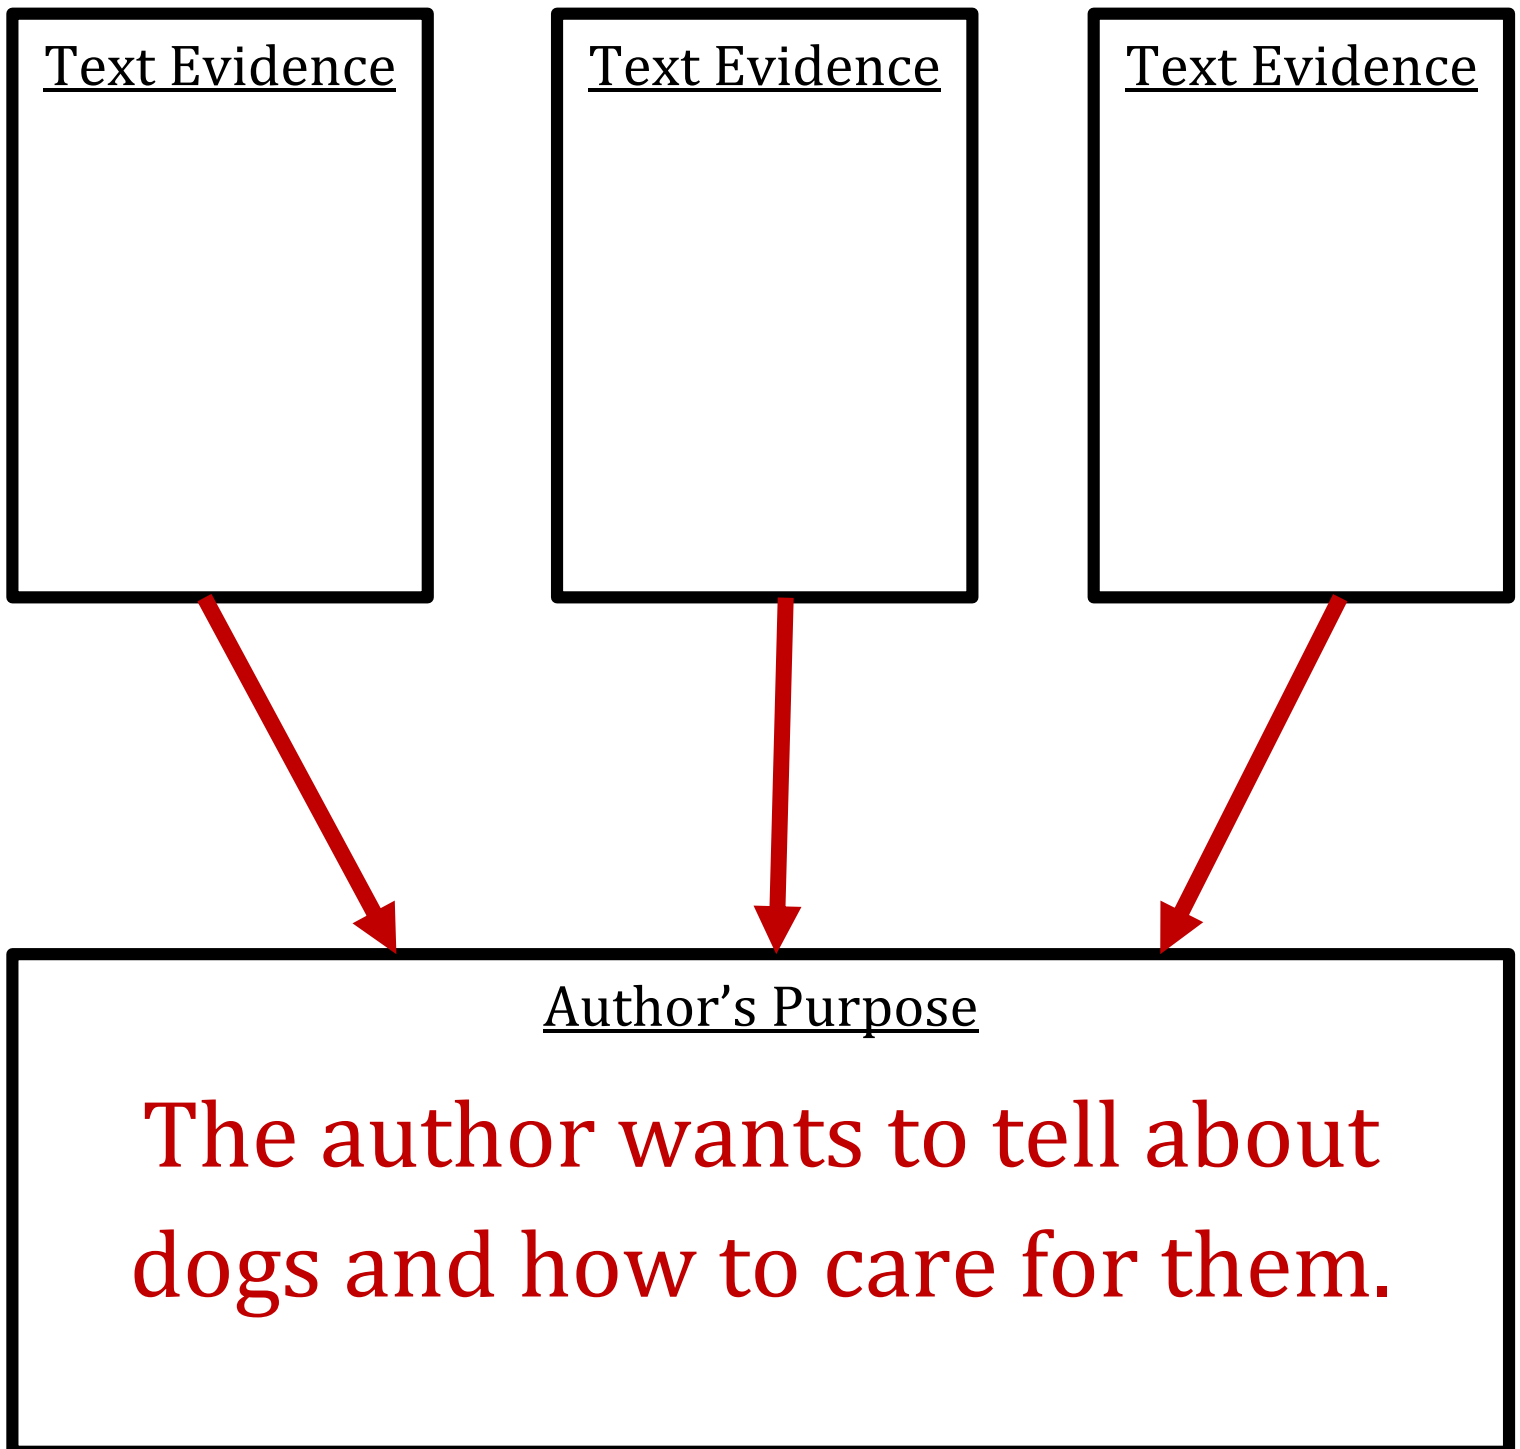 Text Evidence
Text Evidence
Text Evidence
Author’s Purpose
The author wants to tell about
dogs and how to care for them.